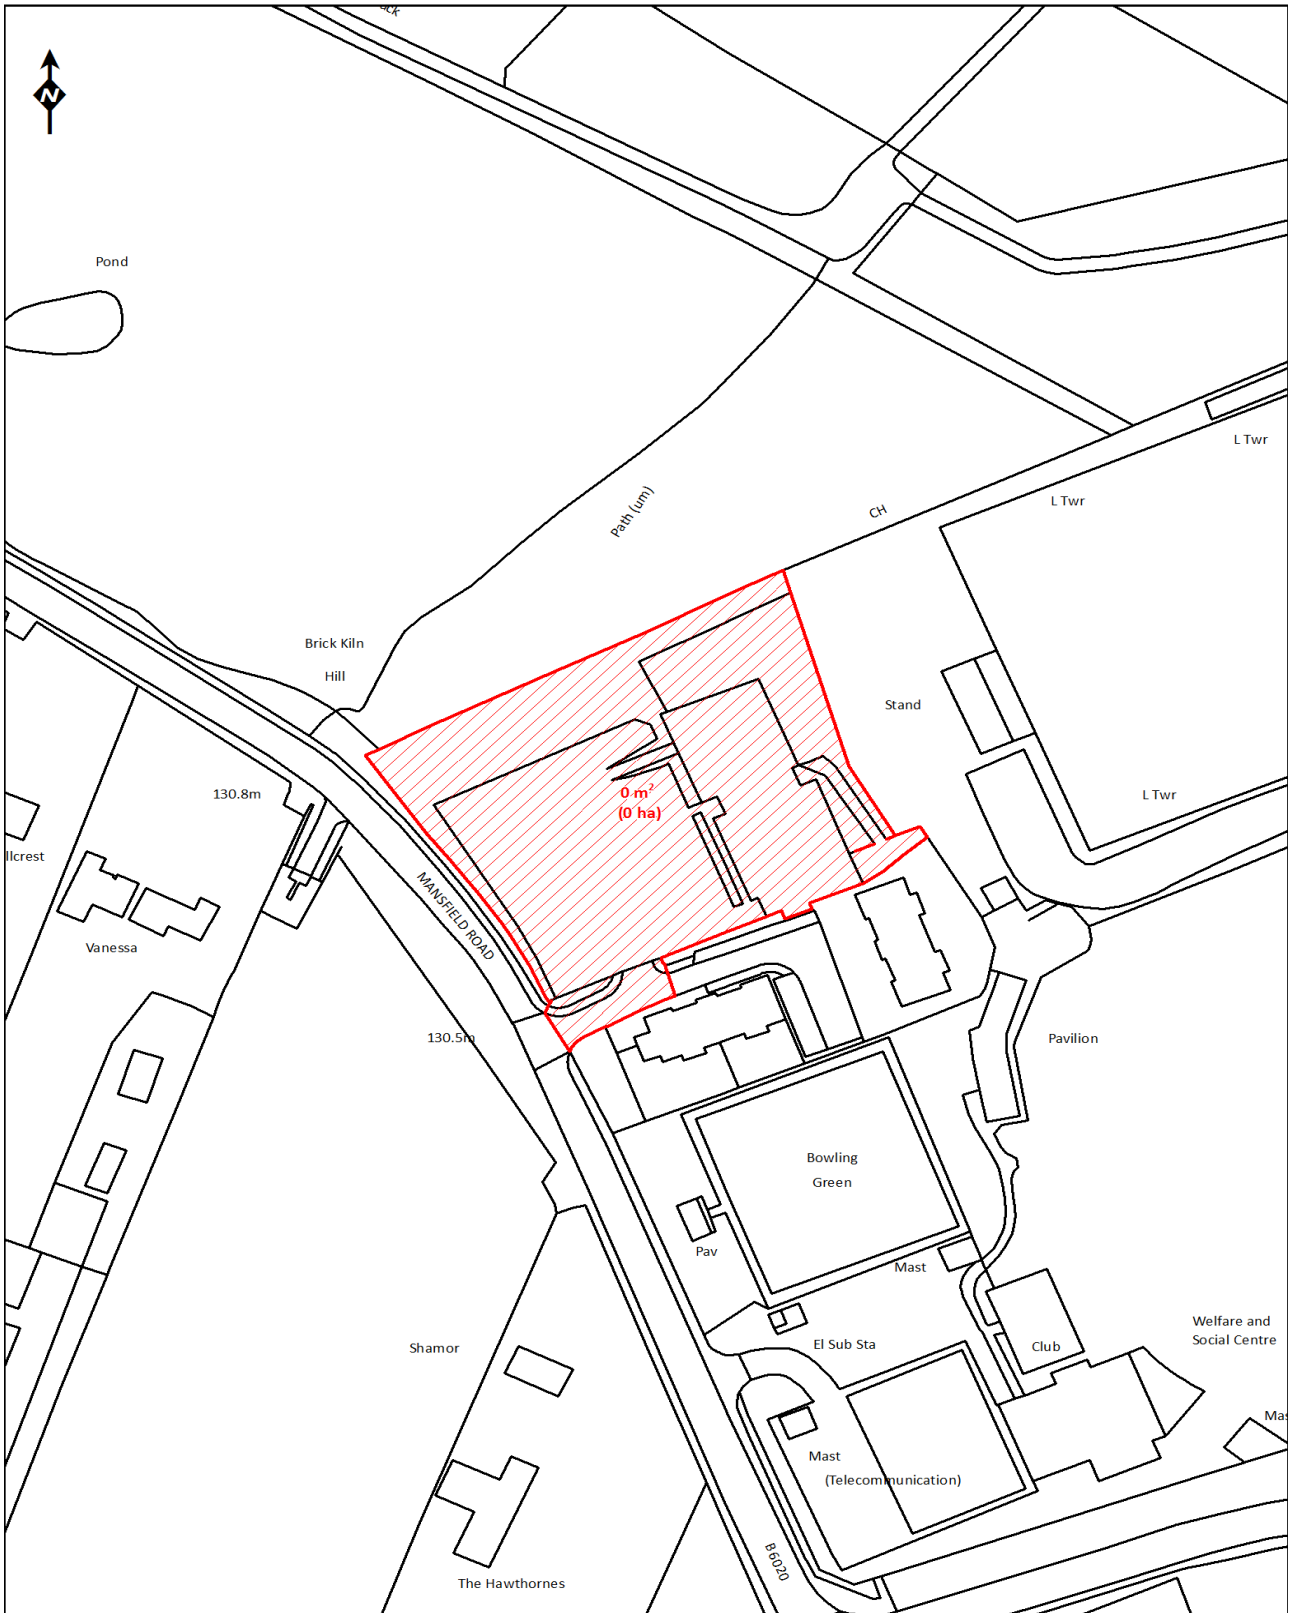 N
Pond
L Twr
L Twr
CH
Path (um)
Brick Kiln
Hill
Stand
130.8m
0 m²
(0 ha)
L Twr
llcrest
MANSFIELD ROAD
Vanessa
130.5m
Pavilion
Bowling
Green
Pav
Mast
Welfare and
Social Centre
El Sub Sta
Club
Shamor
Mas
Mast
(Telecommunication)
B 6020
The Hawthornes